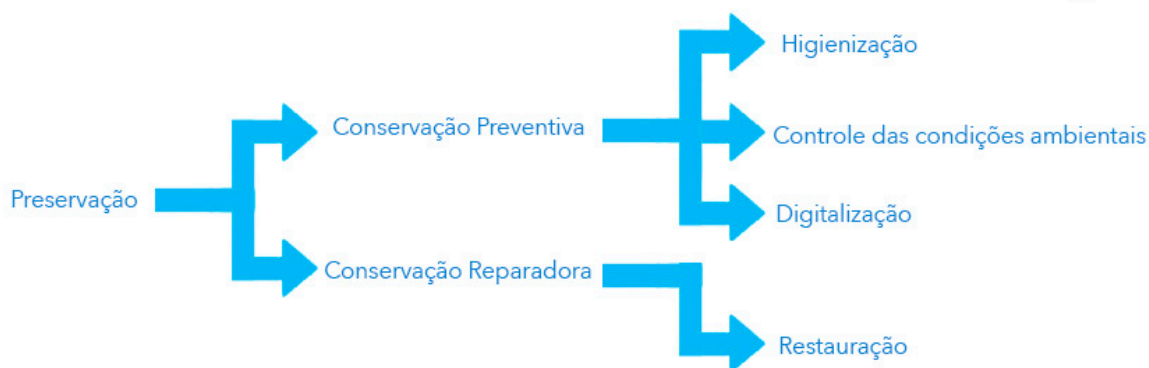 Preservação
Conservação Preventiva
Higienização
Controle das condições ambientais
Digitalização
Conservação Reparadora
Restauração